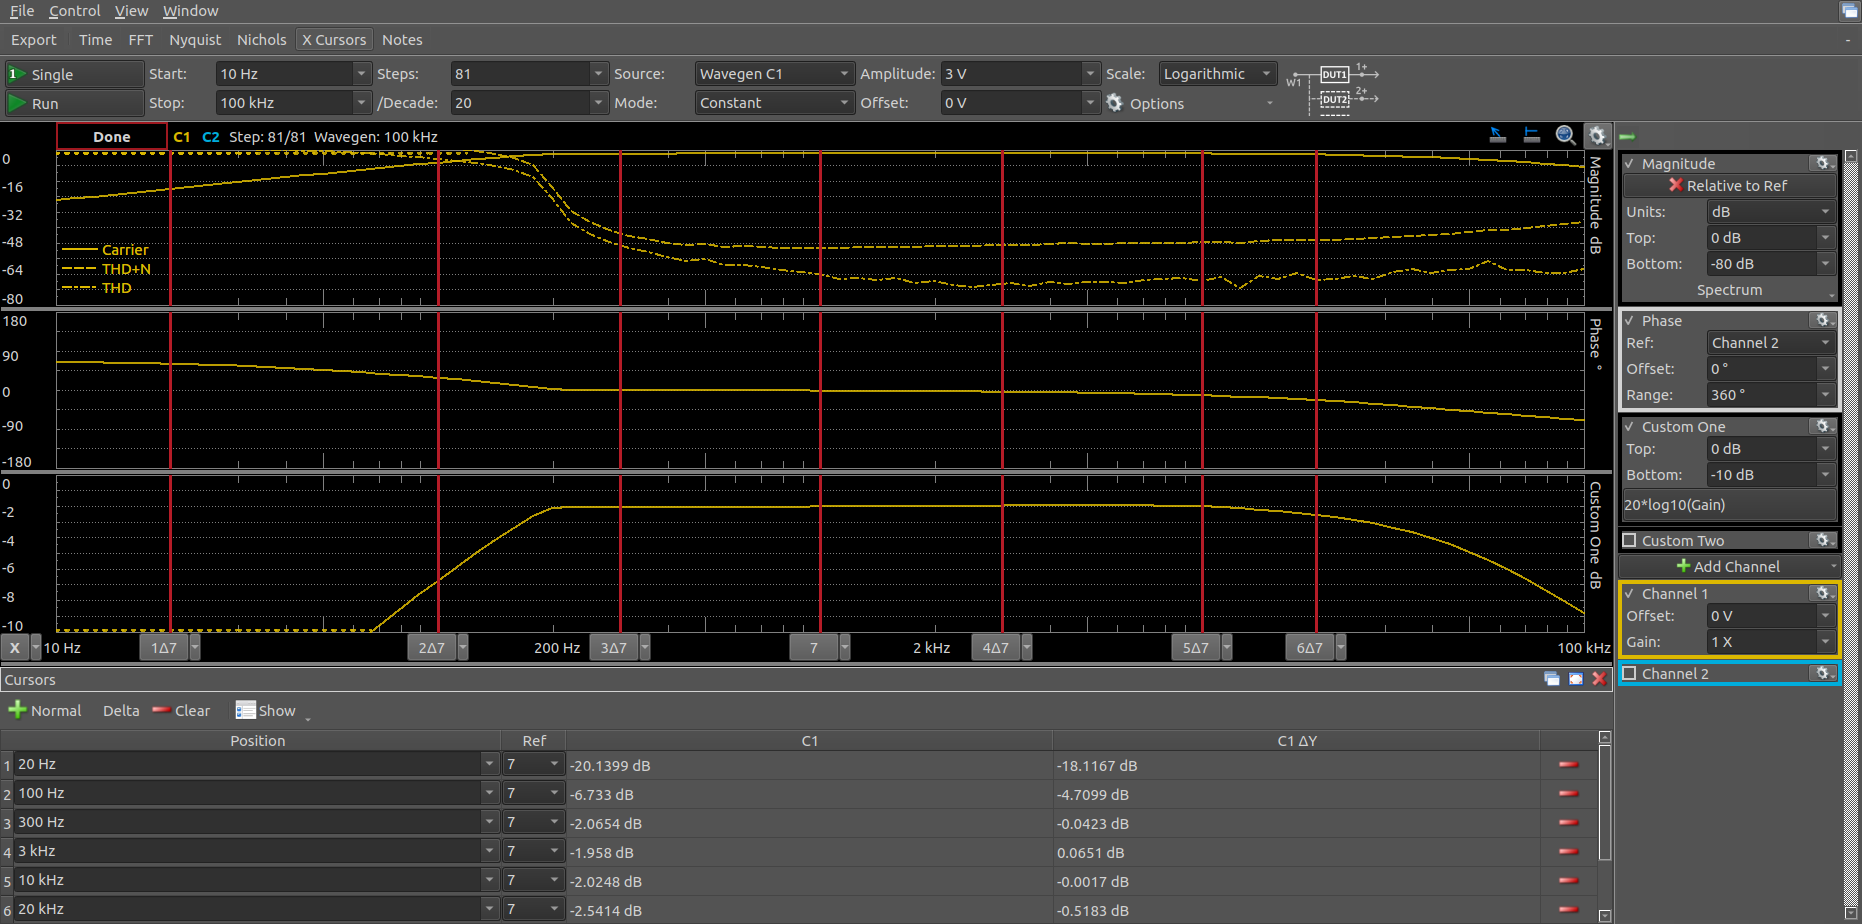 File Control View Window
Export Time FFT Nyquist Nichols X Cursors Notes
1 Single Start: 10 Hz Steps: 81 Source: Wavegen C1 Amplitude: 3 V Scale: Logarithmic
Run Stop: 100 kHz /Decade: 20 Mode: Constant Offset: 0 V Options
W1 DUT1 1+
DUT2 2+
Done C1 C2 Step: 81/81 Wavegen: 100 kHz
0
-16
-32
-48
-64
-80
Carrier
THD+N
THD
Magnitude dB
180
90
0
-90
-180
Phase °
0
-2
-4
-6
-8
-10
Custom One dB
X 10 Hz 1Δ7 2Δ7 200 Hz 3Δ7 7 2 kHz 4Δ7 5Δ7 6Δ7 100 kHz
Magnitude
Relative to Ref
Units: dB
Top: 0 dB
Bottom: -80 dB
Spectrum
Phase
Ref: Channel 2
Offset: 0 °
Range: 360 °
Custom One
Top: 0 dB
Bottom: -10 dB
20*log10(Gain)
Custom Two
Add Channel
Channel 1
Offset: 0 V
Gain: 1 X
Channel 2
Cursors
Normal Delta Clear Show
Position Ref C1 C1 ΔY
1 20 Hz 7 -20.1399 dB -18.1167 dB
2 100 Hz 7 -6.733 dB -4.7099 dB
3 300 Hz 7 -2.0654 dB -0.0423 dB
4 3 kHz 7 -1.958 dB 0.0651 dB
5 10 kHz 7 -2.0248 dB -0.0017 dB
6 20 kHz 7 -2.5414 dB -0.5183 dB